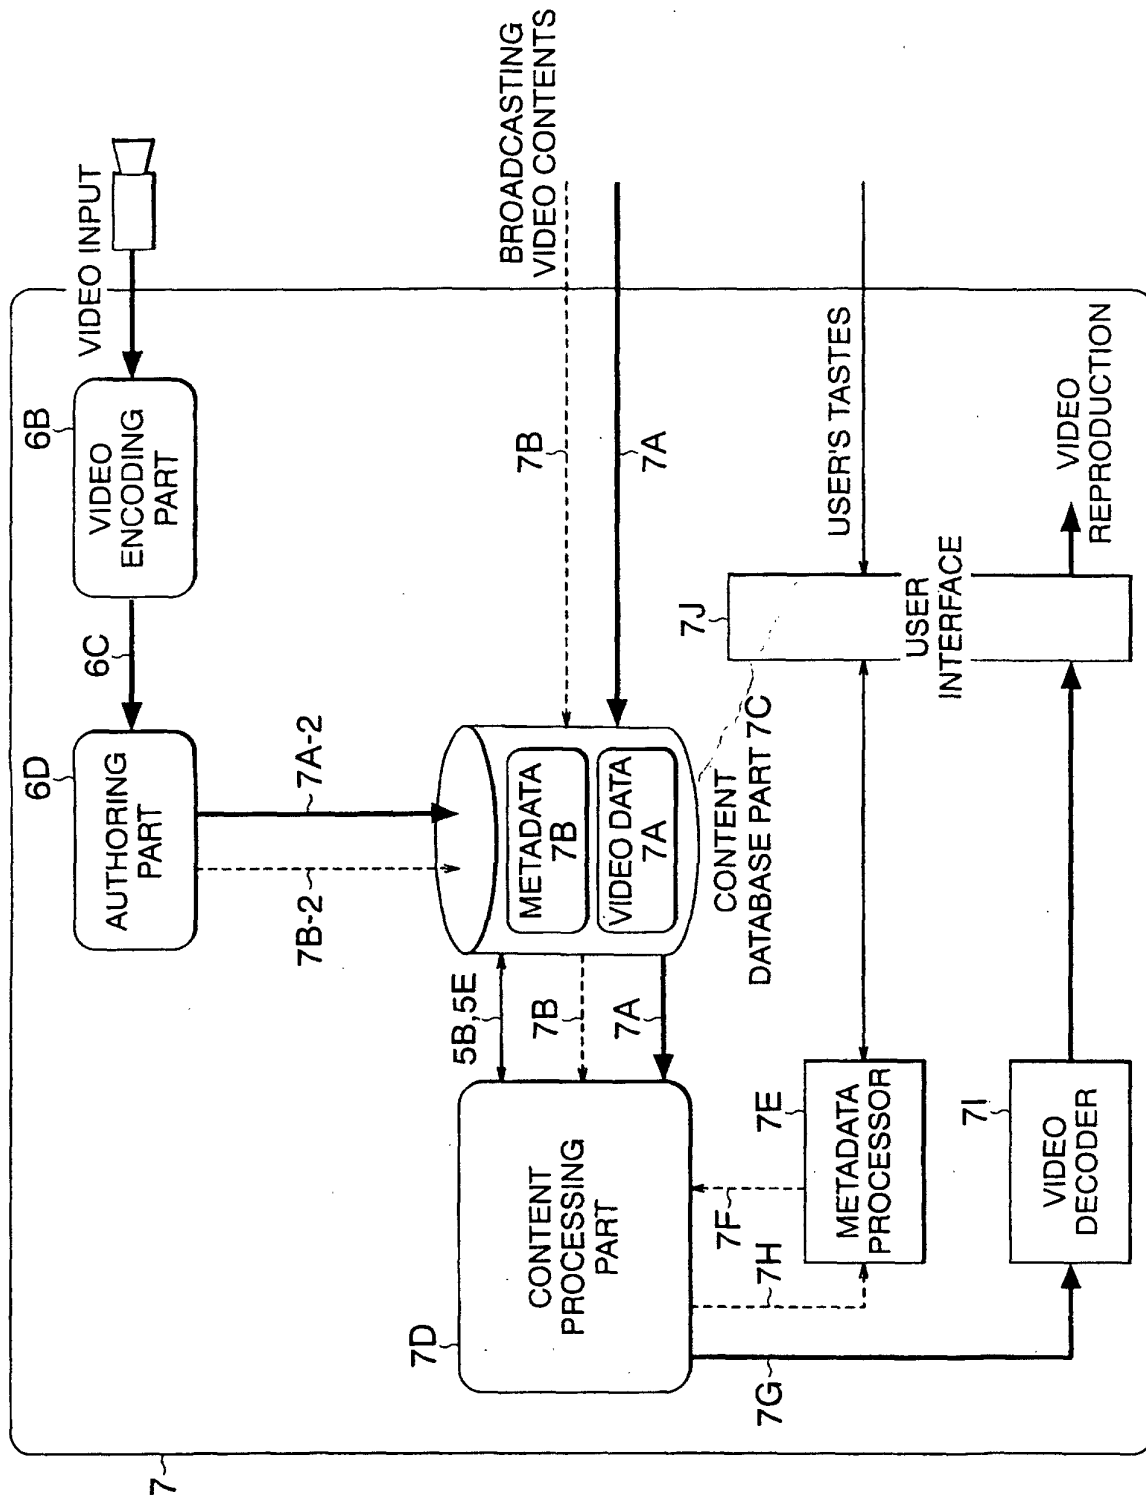 VIDEO INPUT
6B
VIDEO
ENCODING
PART
6C
6D
AUTHORING
PART
7A-2
7B-2
BROADCASTING
VIDEO CONTENTS
7B
7A
METADATA
7B
VIDEO DATA
7A
CONTENT
DATABASE PART 7C
5B,5E
7B
7A
7D
CONTENT
PROCESSING
PART
USER'S TASTES
7J
USER
INTERFACE
VIDEO
REPRODUCTION
7E
METADATA
PROCESSOR
7F
7H
7G
7I
VIDEO
DECODER
7